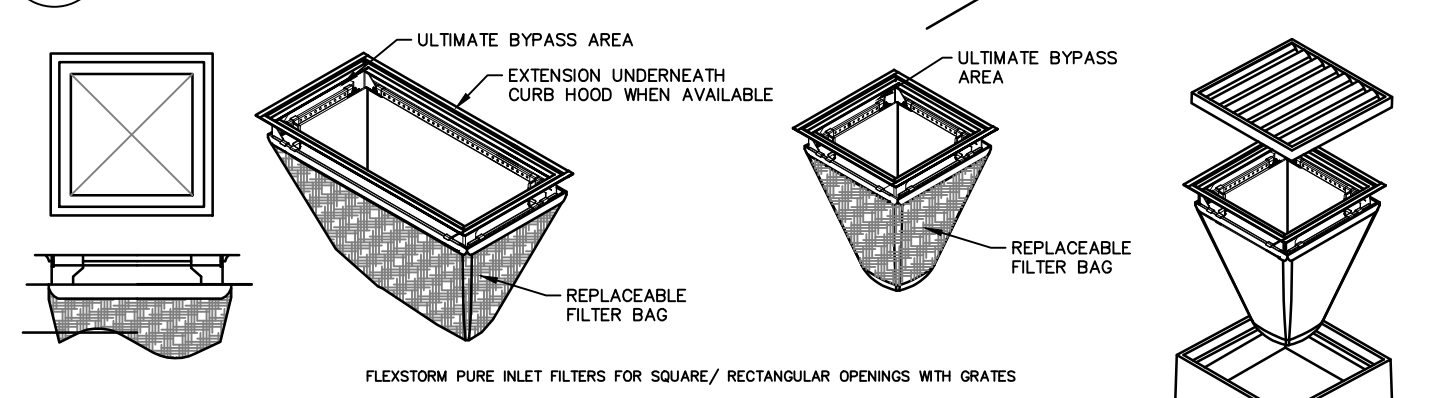 ULTIMATE BYPASS AREA
EXTENSION UNDERNEATH
CURB HOOD WHEN AVAILABLE
REPLACEABLE
FILTER BAG
ULTIMATE BYPASS
AREA
REPLACEABLE
FILTER BAG
FLEXSTORM PURE INLET FILTERS FOR SQUARE/ RECTANGULAR OPENINGS WITH GRATES